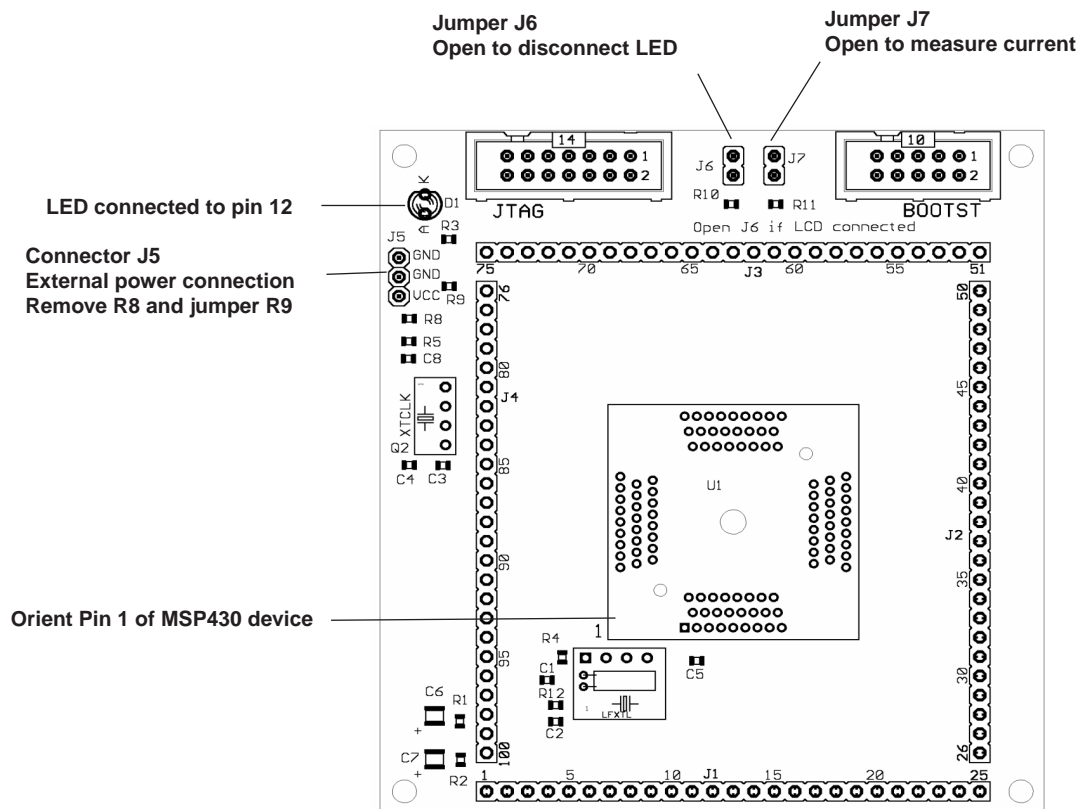 Jumper J6
Open to disconnect LED
Jumper J7
Open to measure current
14
1
2
JTAG
J6
J7
R10
R11
10
1
2
BOOTST
Open J6 if LCD connected
LED connected to pin 12
K
D1
A
R3
Connector J5
External power connection
Remove R8 and jumper R9
J5
GND
GND
VCC
R9
R8
R5
C8
XTCLK
Q2
C4
C3
75
70
65
J3
60
55
51
76
80
J4
85
90
95
100
50
45
40
J2
35
30
26
U1
Orient Pin 1 of MSP430 device
1
R4
C1
R12
C2
LFXTL
C5
C6
R1
+
C7
R2
+
1
5
10
J1
15
20
25